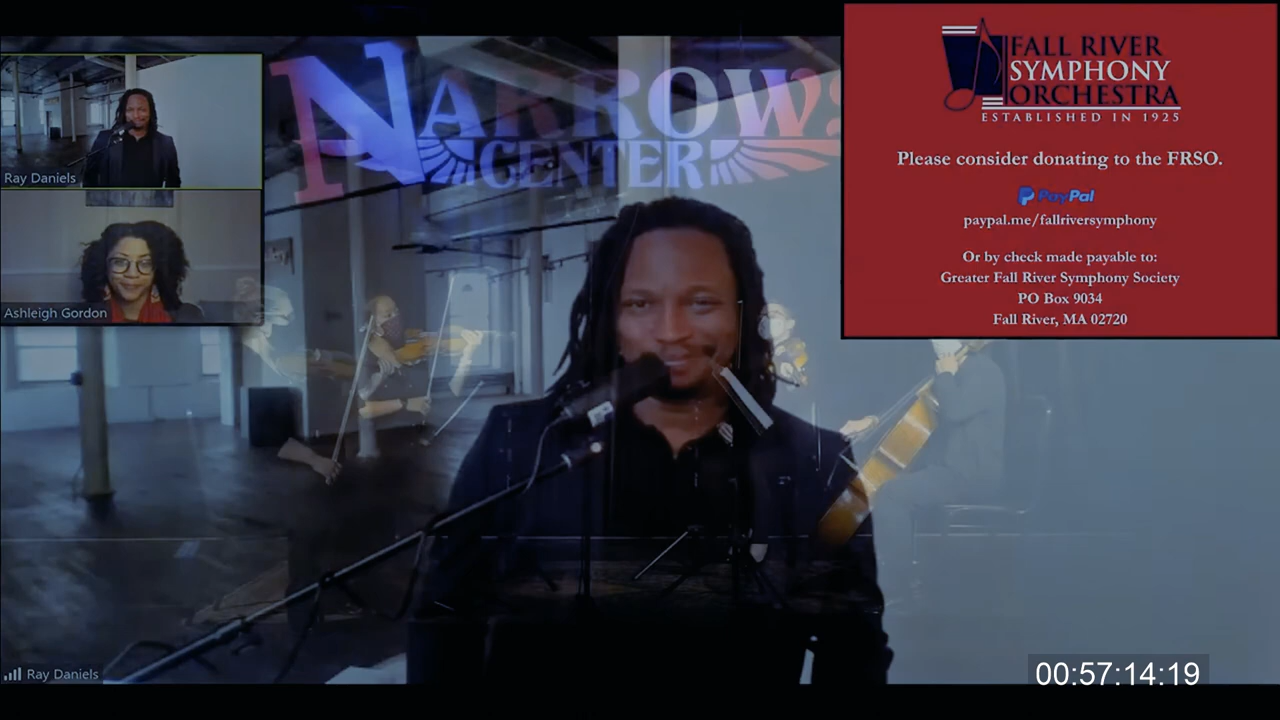 NARROWS
CENTER
Ray Daniels
Ashleigh Gordon
FALL RIVER
SYMPHONY
ORCHESTRA
ESTABLISHED IN 1925
Please consider donating to the FRSO.
PayPal
paypal.me/fallriversymphony
Or by check made payable to:
Greater Fall River Symphony Society
PO Box 9034
Fall River, MA 02720
Ray Daniels
00:57:14:19